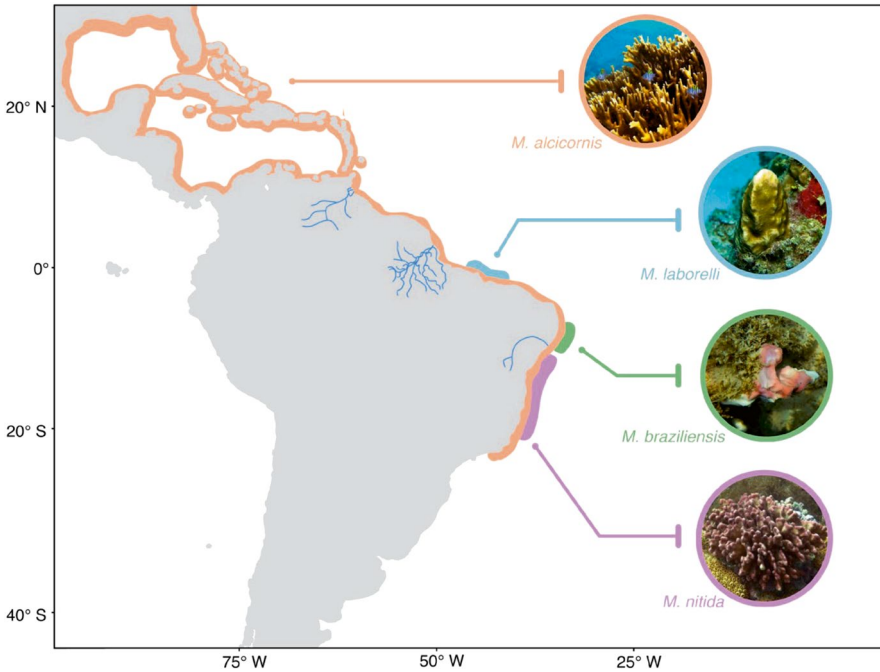 M. alcicornis
M. laborelli
M. braziliensis
M. nitida
20° N
0°
20° S
40° S
75° W
50° W
25° W